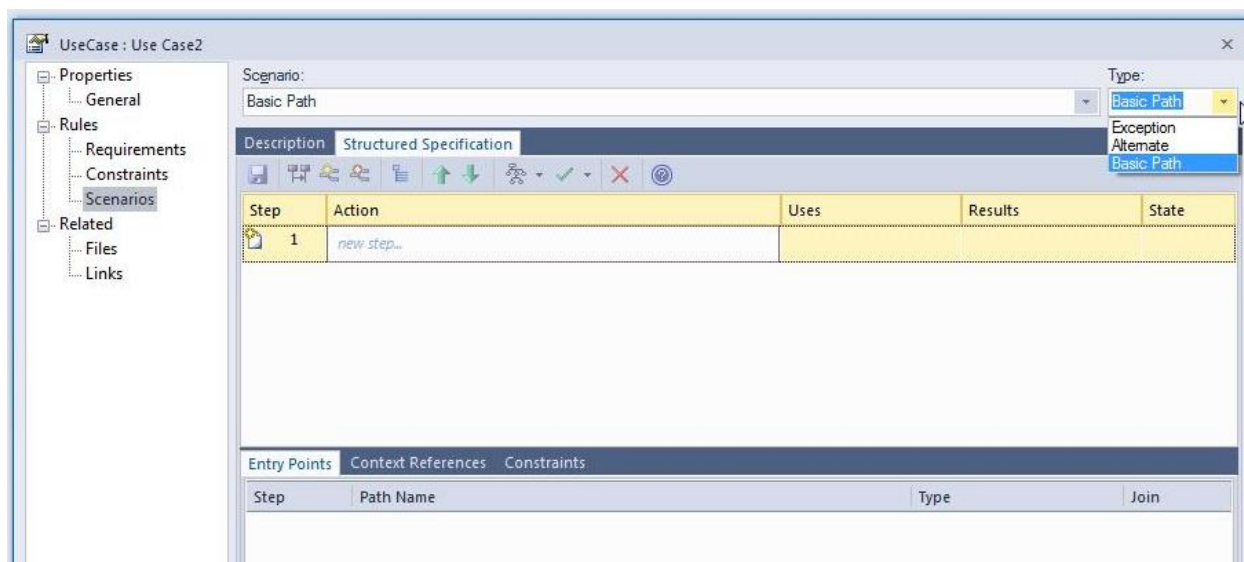 UseCase : Use Case2
Properties
General
Rules
Requirements
Constraints
Scenarios
Related
Files
Links
Scenario: Type:
Basic Path Basic Path
Exception
Alternate
Basic Path
Description Structured Specification
Step Action Uses Results State
1 new step...
Entry Points Context References Constraints
Step Path Name Type Join